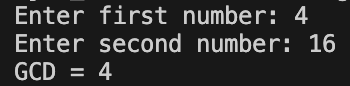 Enter first number: 4
Enter second number: 16
GCD = 4